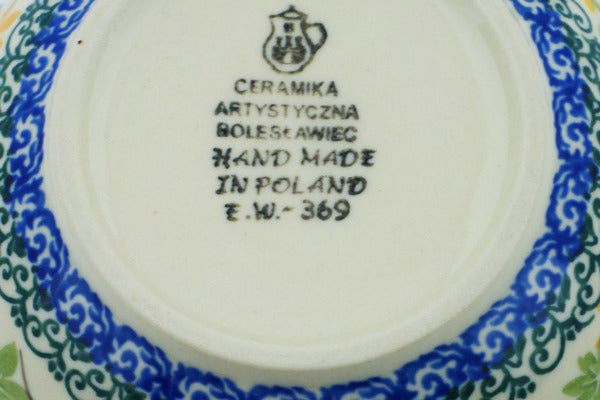 CERAMIKA
ARTYSTYCZNA
BOLESŁAWIEC
HAND MADE
IN POLAND
E.W.-369